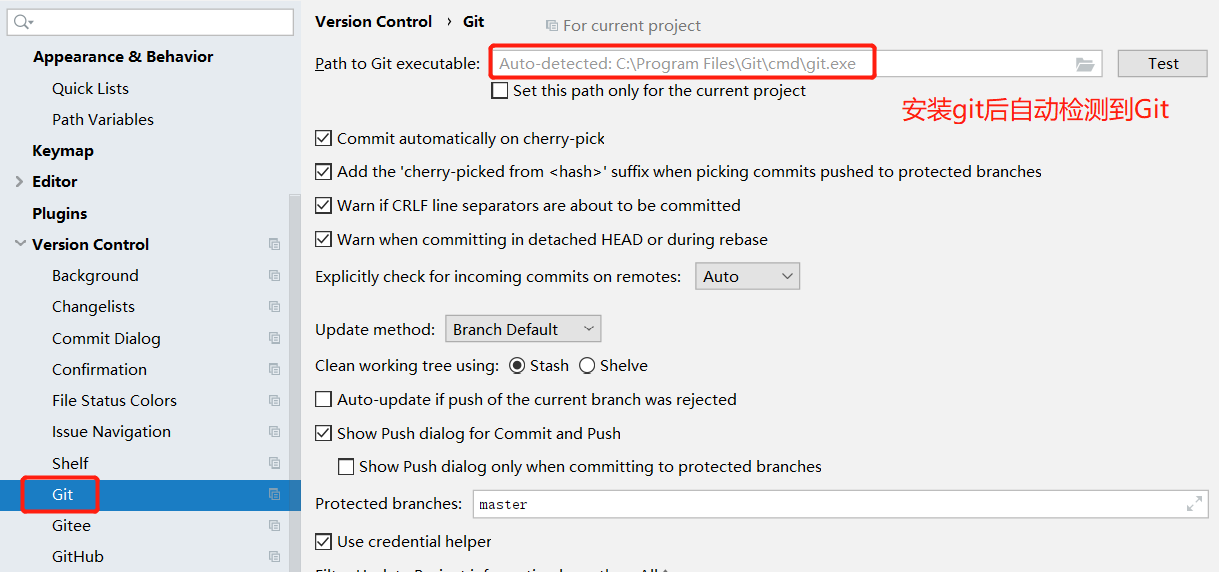 Appearance & Behavior
Quick Lists
Path Variables
Keymap
Editor
Plugins
Version Control
Background
Changelists
Commit Dialog
Confirmation
File Status Colors
Issue Navigation
Shelf
Git
Gitee
GitHub
Version Control › Git For current project
Path to Git executable: Auto-detected: C:\Program Files\Git\cmd\git.exe Test
Set this path only for the current project
安装git后自动检测到Git
Commit automatically on cherry-pick
Add the 'cherry-picked from <hash>' suffix when picking commits pushed to protected branches
Warn if CRLF line separators are about to be committed
Warn when committing in detached HEAD or during rebase
Explicitly check for incoming commits on remotes: Auto
Update method: Branch Default
Clean working tree using: Stash Shelve
Auto-update if push of the current branch was rejected
Show Push dialog for Commit and Push
Show Push dialog only when committing to protected branches
Protected branches: master
Use credential helper